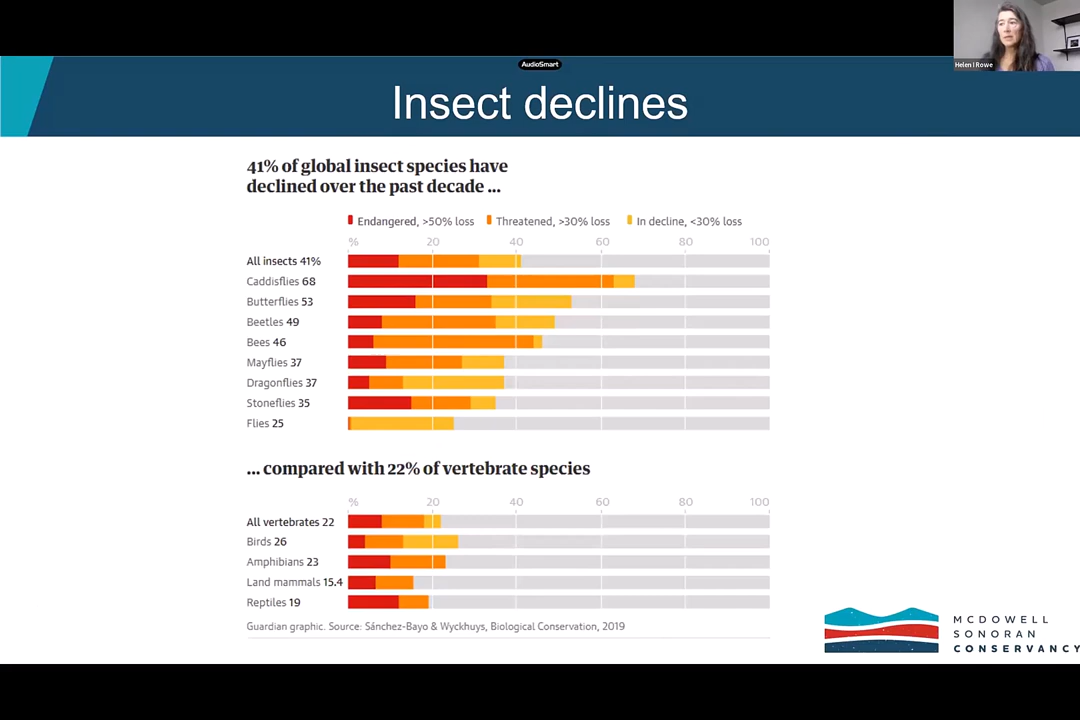 Helen I Rowe
AudioSmart
Insect declines
41% of global insect species have
declined over the past decade ...
Endangered, >50% loss Threatened, >30% loss In decline, <30% loss
% 20 40 60 80 100
All insects 41%
Caddisflies 68
Butterflies 53
Beetles 49
Bees 46
Mayflies 37
Dragonflies 37
Stoneflies 35
Flies 25
... compared with 22% of vertebrate species
% 20 40 60 80 100
All vertebrates 22
Birds 26
Amphibians 23
Land mammals 15.4
Reptiles 19
Guardian graphic. Source: Sánchez-Bayo & Wyckhuys, Biological Conservation, 2019
MCDOWELL
SONORAN
CONSERVANCY